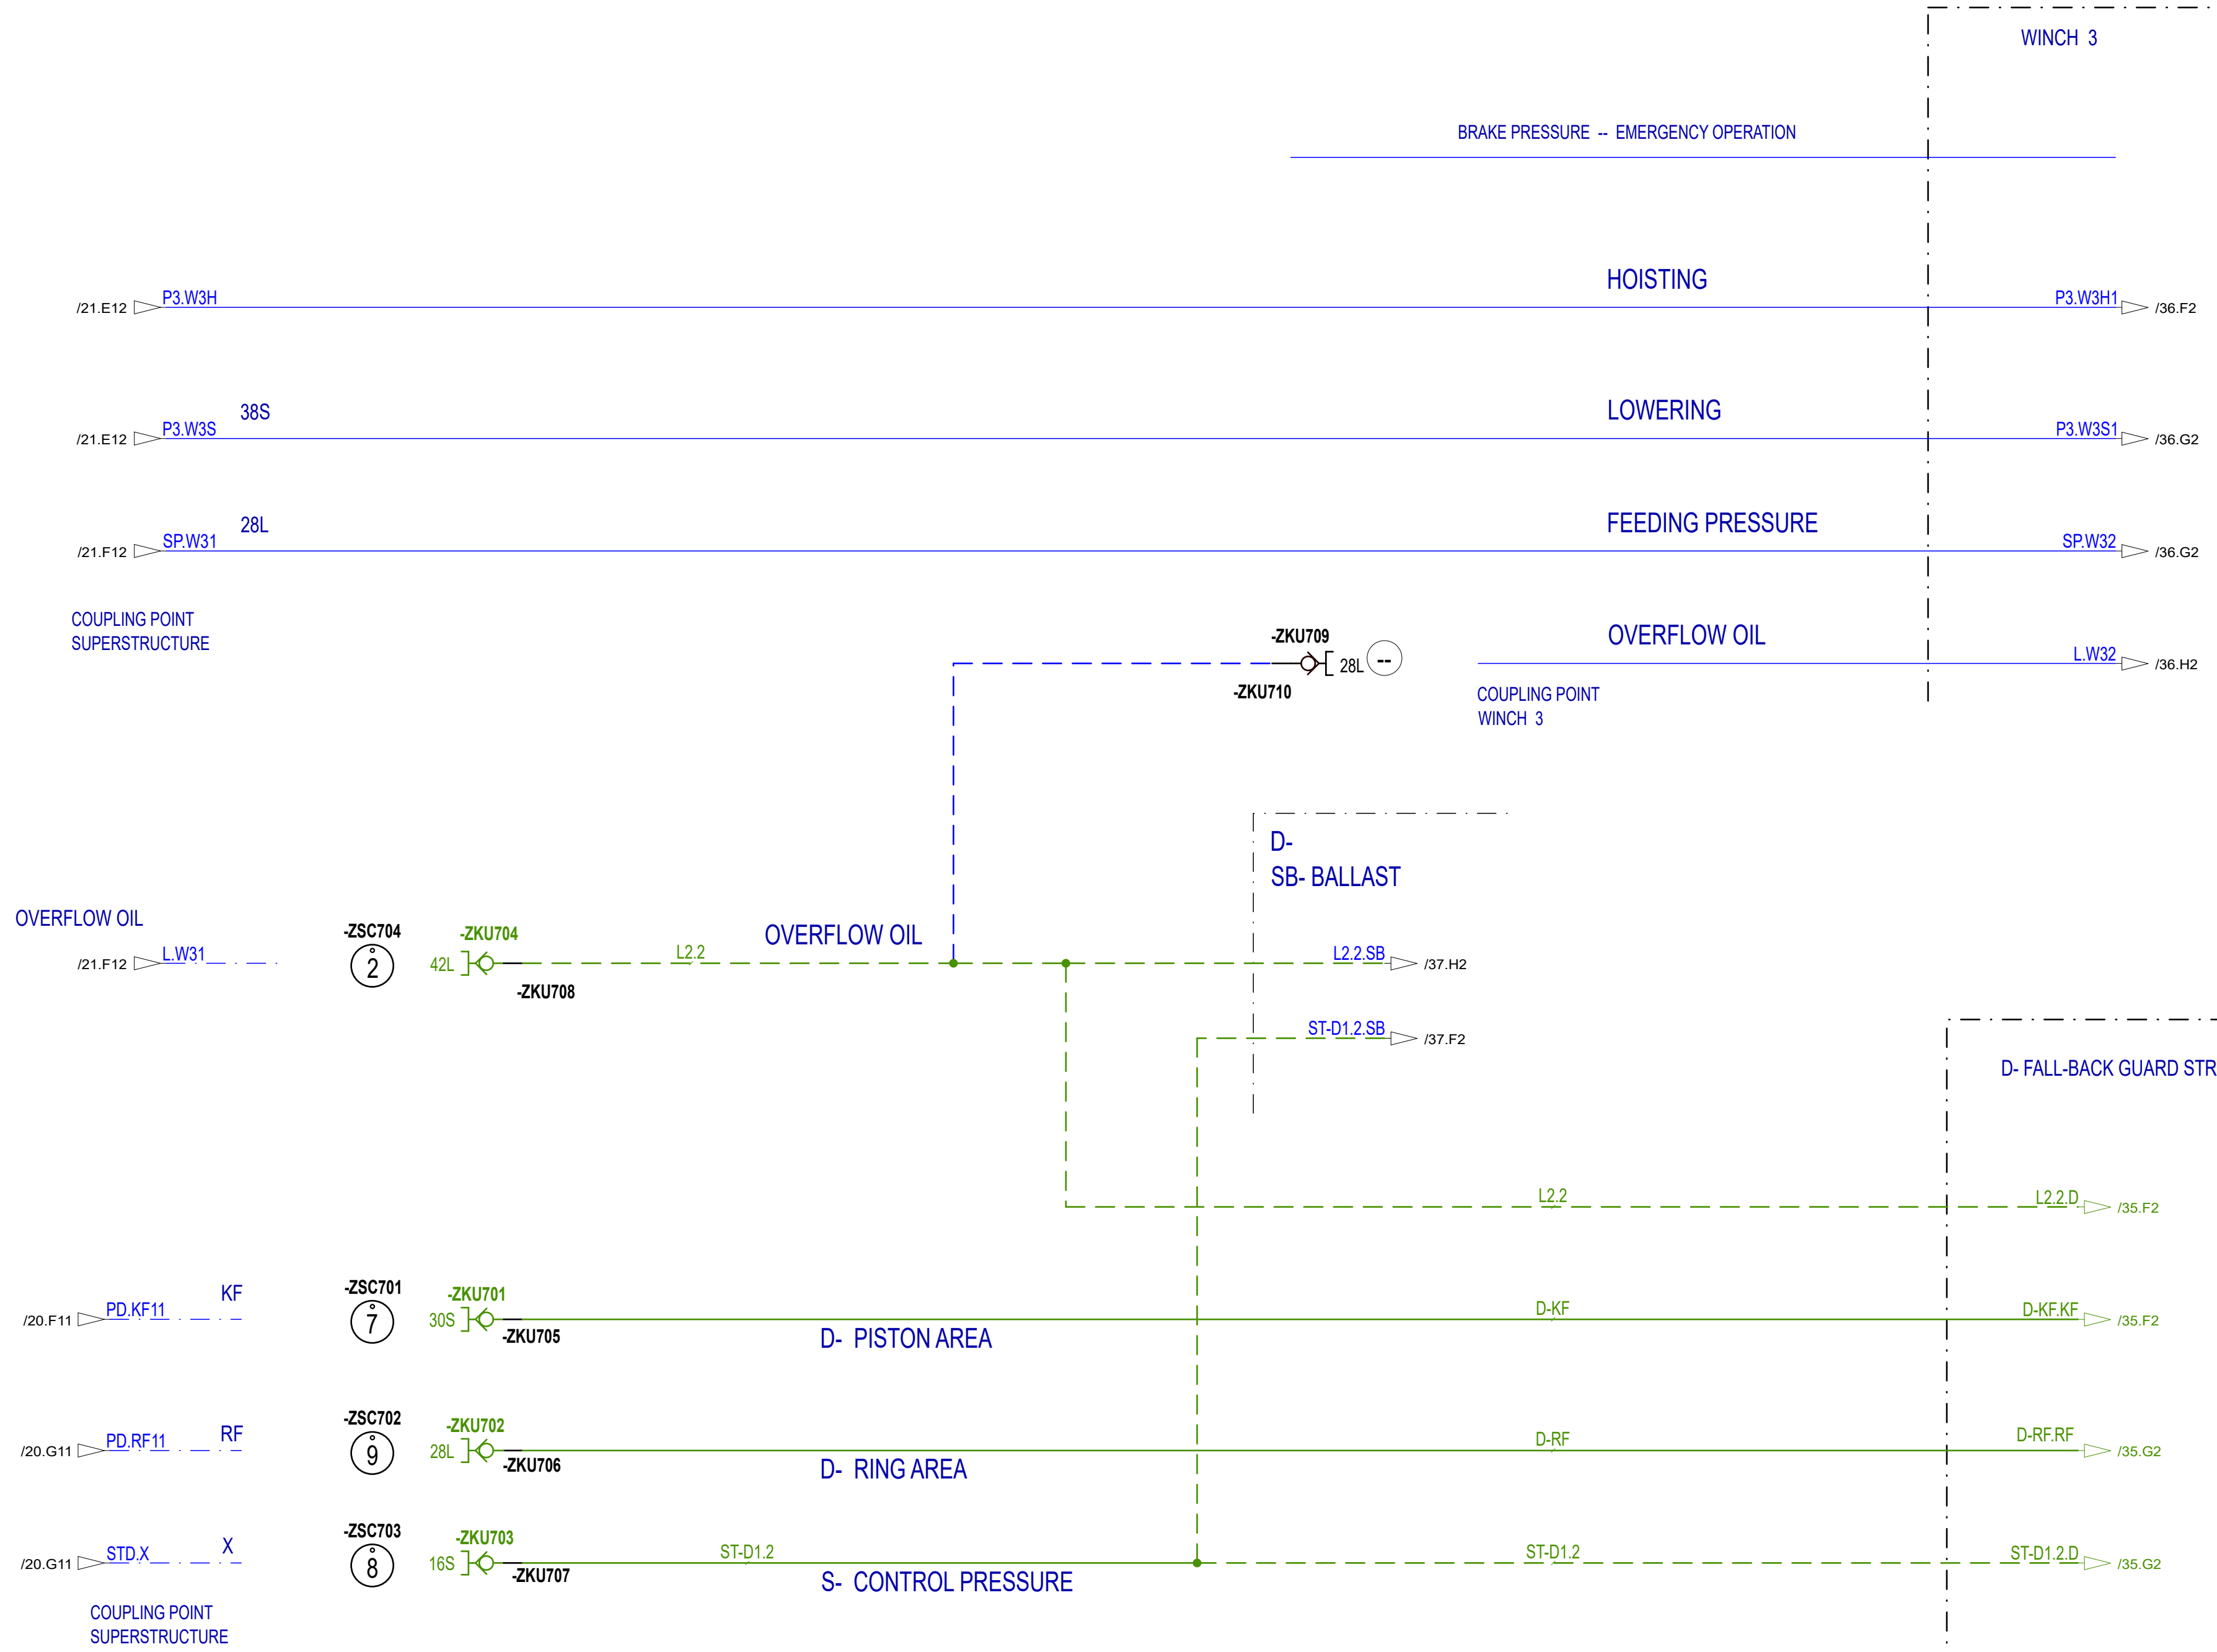 WINCH 3
BRAKE PRESSURE -- EMERGENCY OPERATION
HOISTING
/21.E12 P3.W3H P3.W3H1 /36.F2
38S LOWERING
/21.E12 P3.W3S P3.W3S1 /36.G2
28L FEEDING PRESSURE
/21.F12 SP.W31 SP.W32 /36.G2
COUPLING POINT
SUPERSTRUCTURE
-ZKU709 OVERFLOW OIL
28L -- L.W32 /36.H2
-ZKU710
COUPLING POINT
WINCH 3
D-
SB- BALLAST
OVERFLOW OIL
-ZSC704 -ZKU704 OVERFLOW OIL
/21.F12 L.W31 2 42L L2.2 L2.2.SB /37.H2
-ZKU708
ST-D1.2.SB /37.F2
D- FALL-BACK GUARD STR
L2.2 L2.2.D /35.F2
KF -ZSC701 -ZKU701
/20.F11 PD.KF11 7 30S D-KF D-KF.KF /35.F2
-ZKU705 D- PISTON AREA
RF -ZSC702 -ZKU702
/20.G11 PD.RF11 9 28L D-RF D-RF.RF /35.G2
-ZKU706 D- RING AREA
X -ZSC703 -ZKU703
/20.G11 STD.X 8 16S ST-D1.2 ST-D1.2 ST-D1.2.D /35.G2
-ZKU707 S- CONTROL PRESSURE
COUPLING POINT
SUPERSTRUCTURE